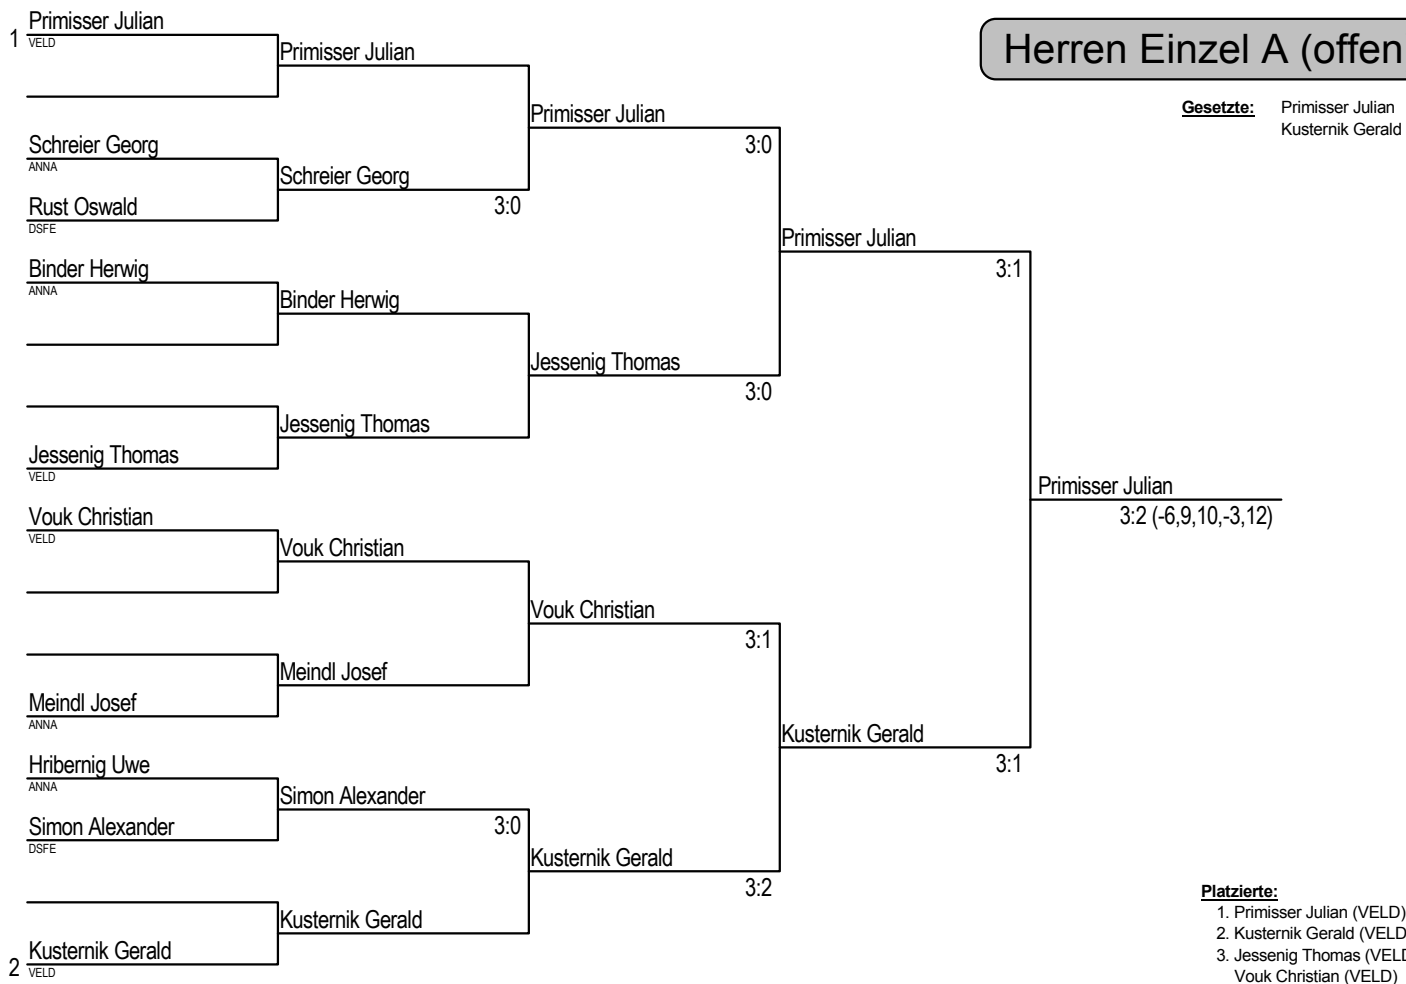 Herren Einzel A (offen
Gesetzte: Primisser Julian
Kusternik Gerald
1 Primisser Julian
VELD
Schreier Georg
ANNA
Rust Oswald
DSFE
Binder Herwig
ANNA
Jessenig Thomas
VELD
Vouk Christian
VELD
Meindl Josef
ANNA
Hribernig Uwe
ANNA
Simon Alexander
DSFE
2 Kusternik Gerald
VELD
Primisser Julian
Schreier Georg
3:0
Binder Herwig
Jessenig Thomas
Vouk Christian
Meindl Josef
Simon Alexander
3:0
Kusternik Gerald
Primisser Julian
3:0
Jessenig Thomas
3:0
Vouk Christian
3:1
Kusternik Gerald
3:2
Primisser Julian
3:1
Kusternik Gerald
3:1
Primisser Julian
3:2 (-6,9,10,-3,12)
Platzierte:
1. Primisser Julian (VELD)
2. Kusternik Gerald (VELD
3. Jessenig Thomas (VELD
Vouk Christian (VELD)